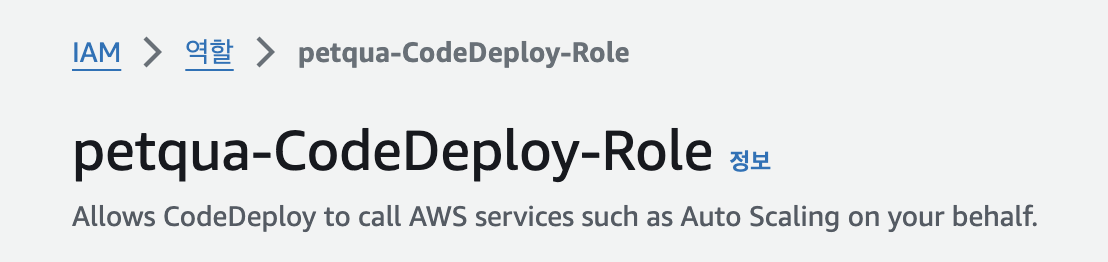 IAM > 역할 > petqua-CodeDeploy-Role
petqua-CodeDeploy-Role 정보
Allows CodeDeploy to call AWS services such as Auto Scaling on your behalf.